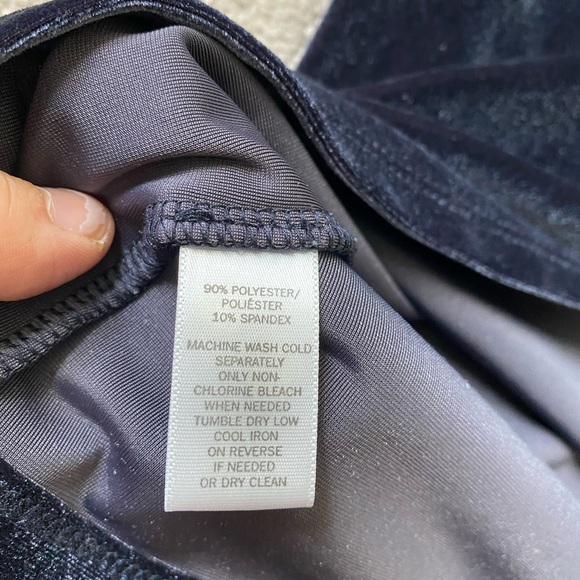 90% POLYESTER/
POLIÉSTER
10% SPANDEX
MACHINE WASH COLD
SEPARATELY
ONLY NON-
CHLORINE BLEACH
WHEN NEEDED
TUMBLE DRY LOW
COOL IRON
ON REVERSE
IF NEEDED
OR DRY CLEAN